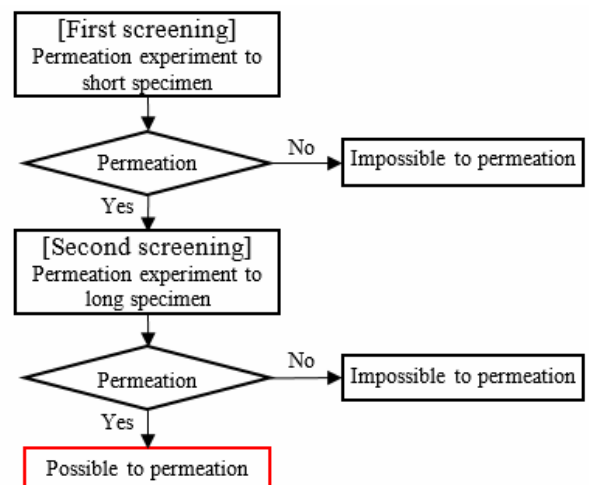 [First screening]
Permeation experiment to
short specimen
Permeation
No
Impossible to permeation
Yes
[Second screening]
Permeation experiment to
long specimen
Permeation
No
Impossible to permeation
Yes
Possible to permeation